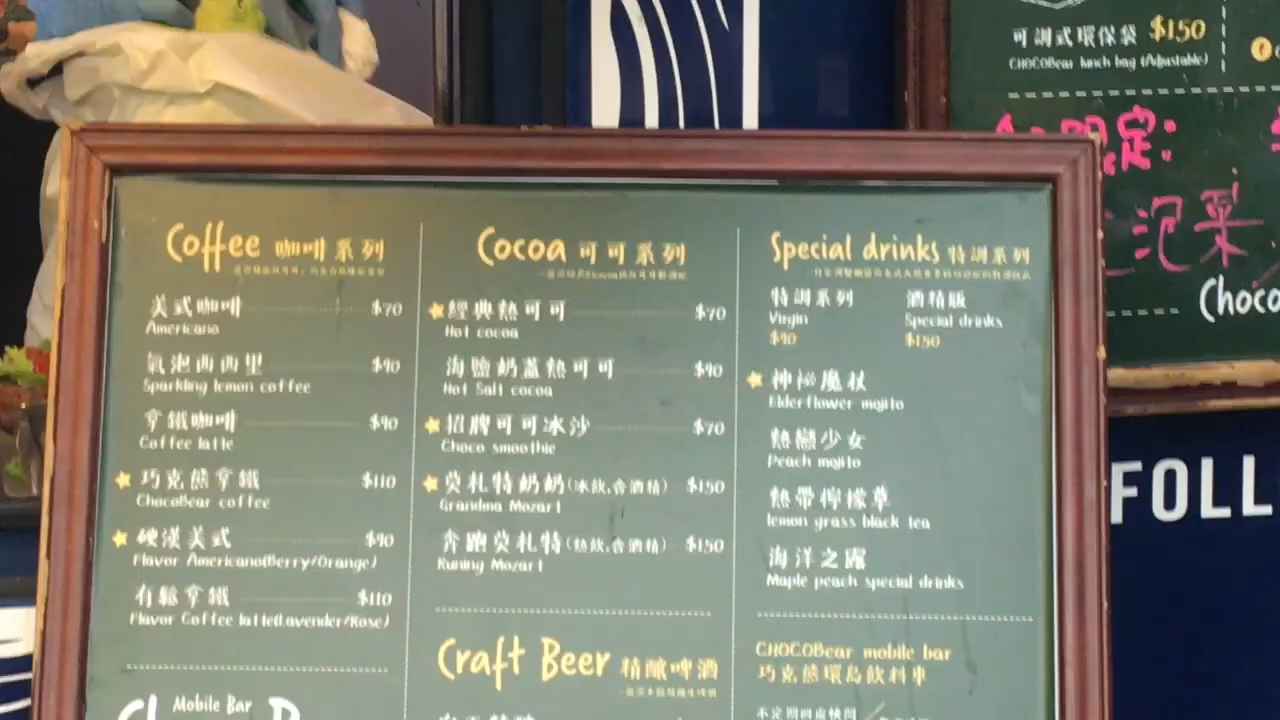 可調式環保袋 $150
CHOCOBear lunch bag (Adjustable)
限定:
泡菜
Choco
FOLL
Coffee 咖啡系列
美式咖啡 $70
Americano
氣泡西西里 $90
Sparkling lemon coffee
拿鐵咖啡 $90
Coffee latte
巧克熊拿鐵 $110
ChocoBear coffee
硬漢美式 $90
Flavor Americano(Berry/Orange)
有鬆拿鐵 $110
Flavor Coffee latte(Lavender/Rose)
Mobile Bar
Cocoa 可可系列
經典熱可可 $70
Hot cocoa
海鹽奶蓋熱可可 $90
Hot Salt cocoa
招牌可可冰沙 $70
Choco smoothie
莫札特奶奶(冰飲,含酒精) $150
Grandma Mozart
奔跑莫札特(熱飲,含酒精) $150
Runing Mozart
Craft Beer 精釀啤酒
Special drinks 特調系列
特調系列 酒精版
Virgin Special drinks
$90 $150
神祕魔杖
Elderflower mojito
熱戀少女
Peach mojito
熱帶檸檬草
lemon grass black tea
海洋之露
Maple peach special drinks
CHOCOBear mobile bar
巧克熊環島飲料車